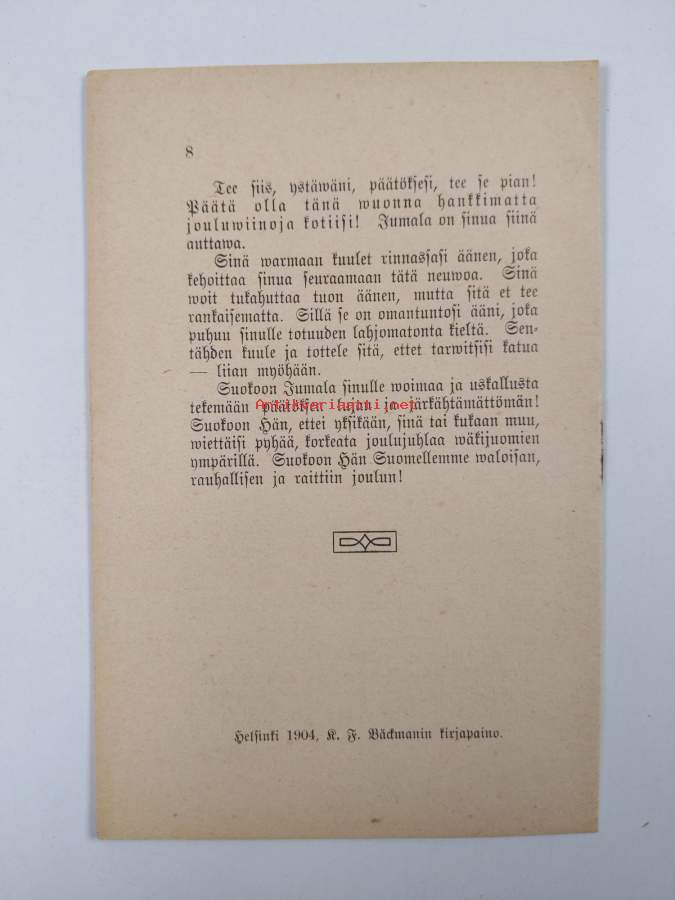 8
Tee siis, ystäwäni, päätöksesi, tee se pian!
Päätä olla tänä wuonna hankkimatta
jouluwiinoja kotiisi! Jumala on sinua siinä
auttawa.
Sinä warmaan kuulet rinnassasi äänen, joka
kehoittaa sinua seuraamaan tätä neuwoa. Sinä
woit tukahuttaa tuon äänen, mutta sitä et tee
rankaisematta. Sillä se on omantuntosi ääni, joka
puhuu sinulle totuuden lahjomatonta kieltä. Sen-
tähden kuule ja tottele sitä, ettet tarwitsisi katua
— liian myöhään.
Suokoon Jumala sinulle woimaa ja uskallusta
tekemään päätöksen lujan ja järkähtämättömän!
Antikvariaatti.net
Suokoon Hän, ettei yksikään, sinä tai kukaan muu,
wiettäisi pyhää, korkeata joulujuhlaa wäkijuomien
ympärillä. Suokoon Hän Suomellemme waloisan,
rauhallisen ja raittiin joulun!
Helsinki 1904, K. F. Bäckmanin kirjapaino.